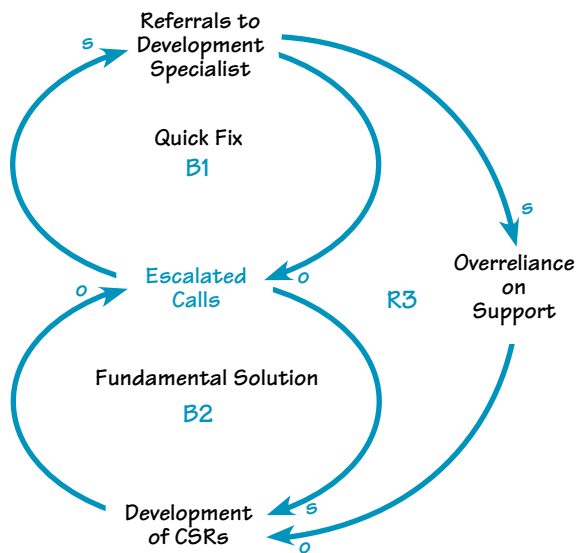 Referrals to
Development
Specialist
s
Quick Fix
B1
s
Escalated
Calls
o
o
R3
Overreliance
on
Support
Fundamental Solution
B2
s
Development
of CSRs
o